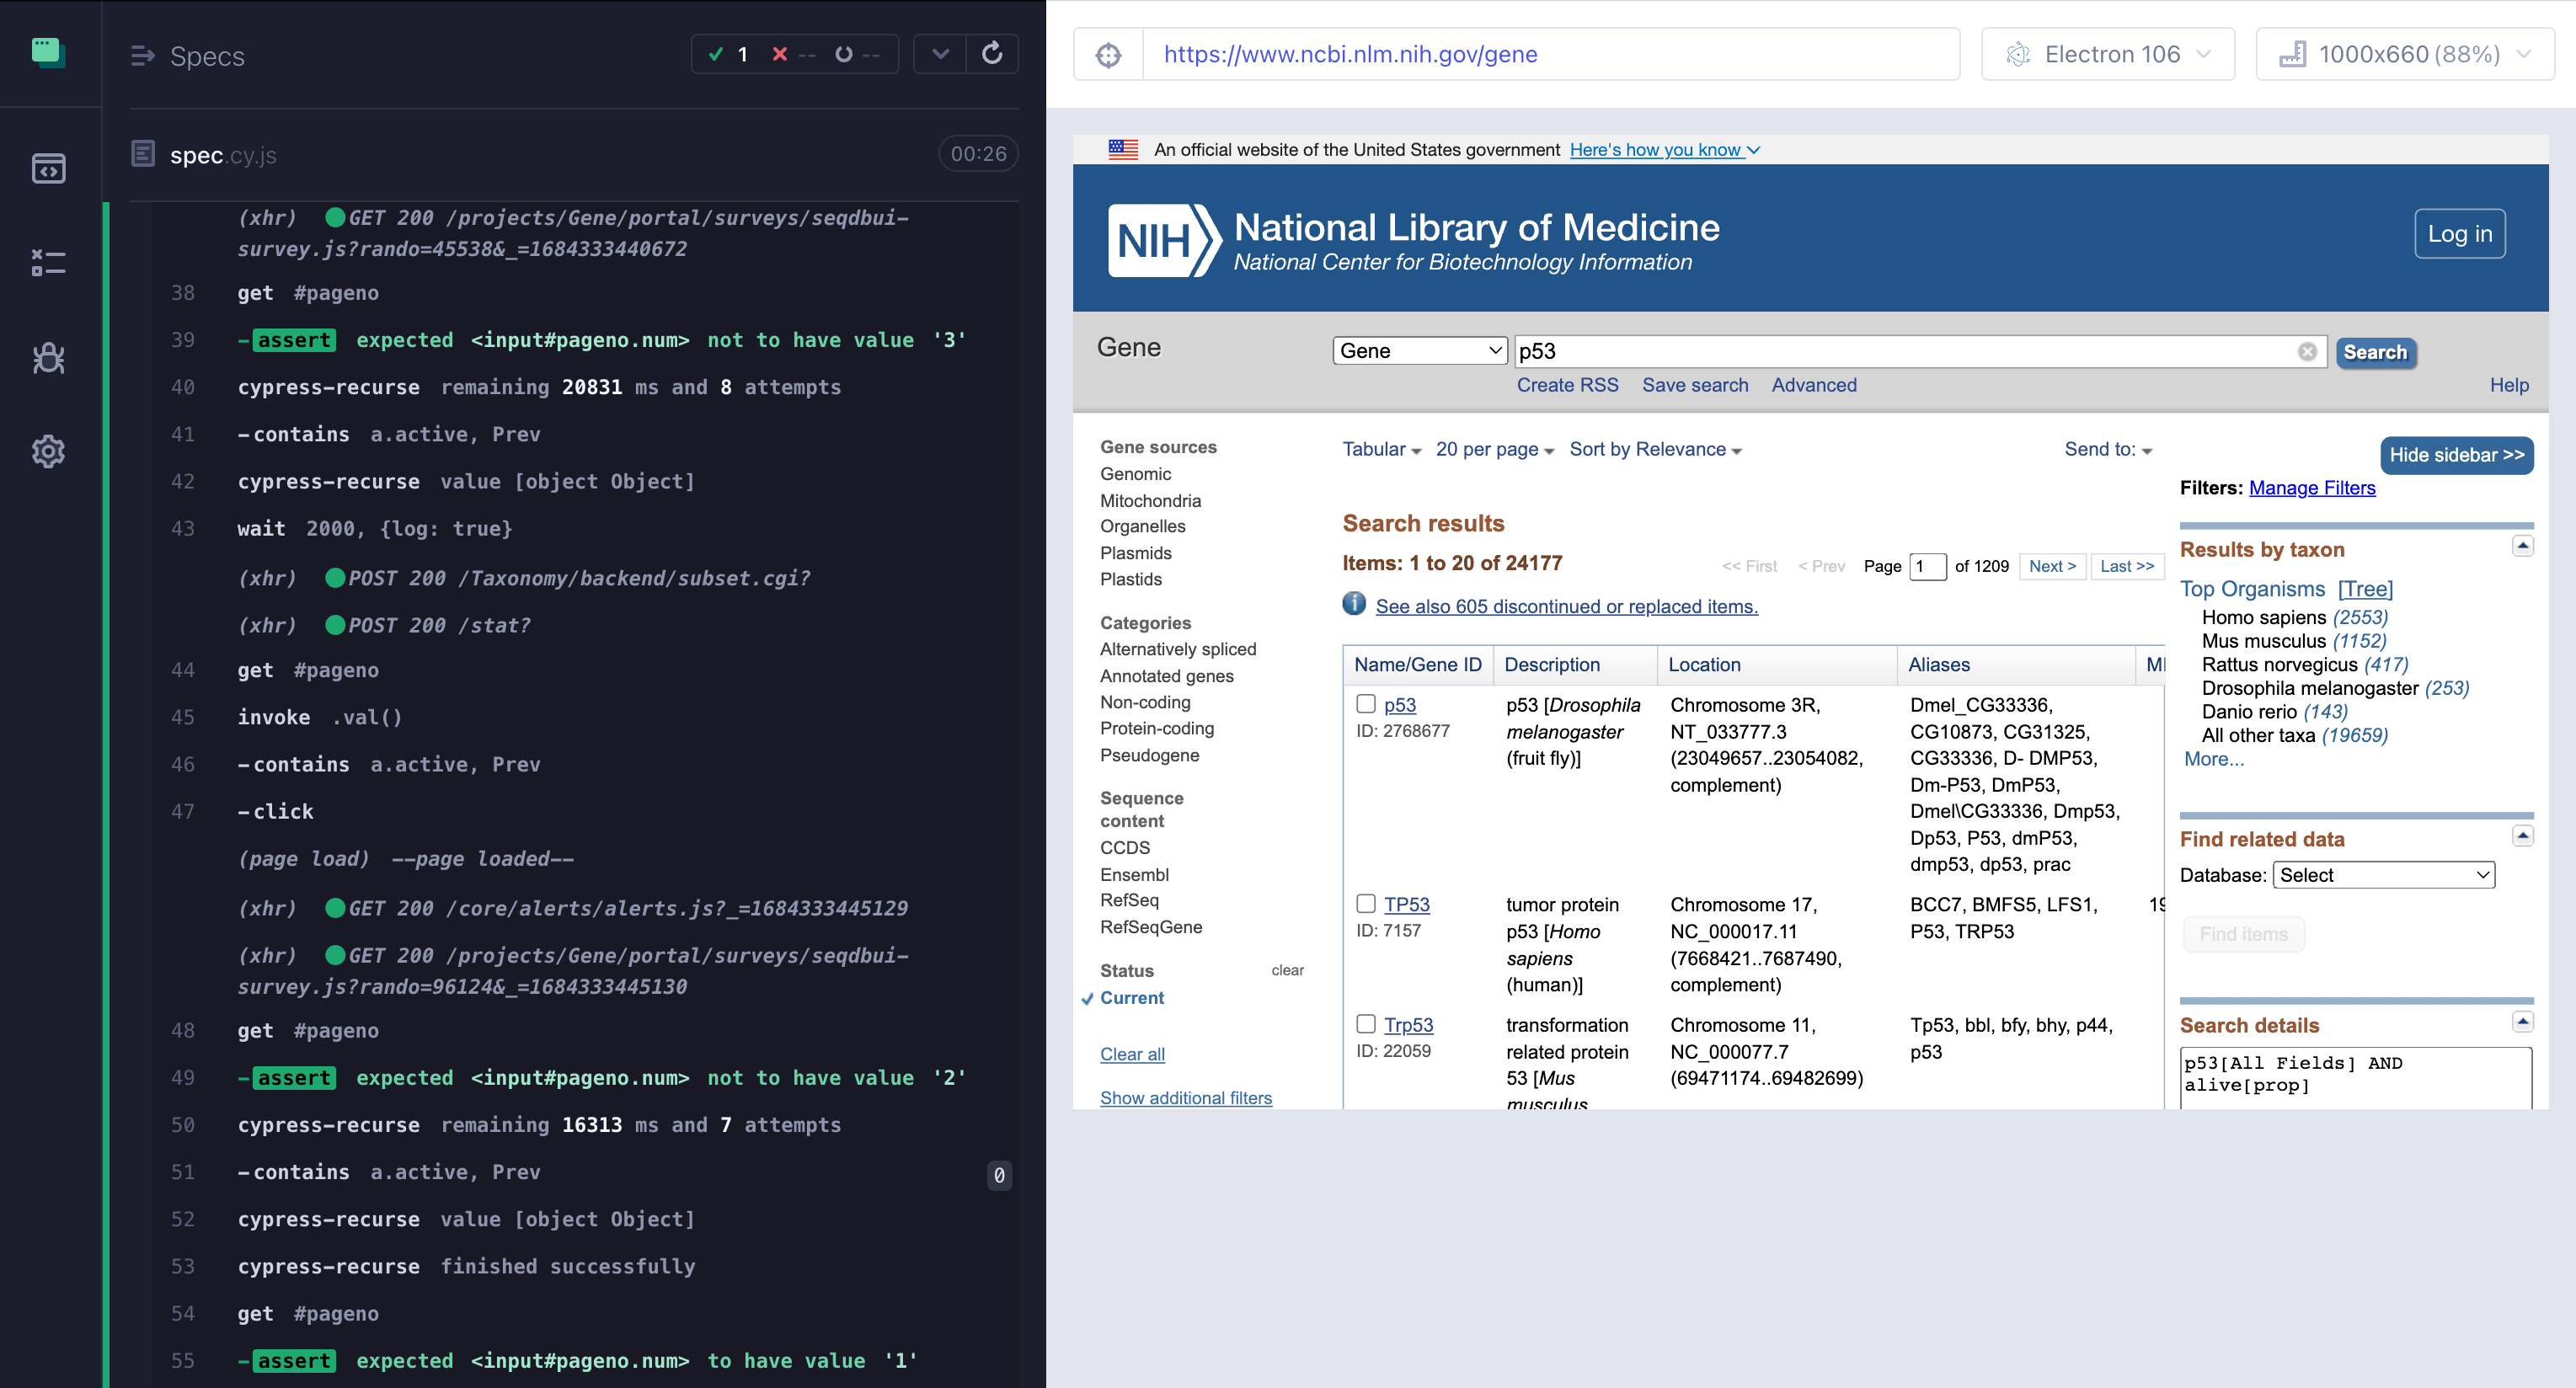 Specs
1 -- --
spec.cy.js 00:26
(xhr) GET 200 /projects/Gene/portal/surveys/seqdbui-
survey.js?rando=45538&_=1684333440672
38 get #pageno
39 -assert expected <input#pageno.num> not to have value '3'
40 cypress-recurse remaining 20831 ms and 8 attempts
41 -contains a.active, Prev
42 cypress-recurse value [object Object]
43 wait 2000, {log: true}
(xhr) POST 200 /Taxonomy/backend/subset.cgi?
(xhr) POST 200 /stat?
44 get #pageno
45 invoke .val()
46 -contains a.active, Prev
47 -click
(page load) --page loaded--
(xhr) GET 200 /core/alerts/alerts.js?_=1684333445129
(xhr) GET 200 /projects/Gene/portal/surveys/seqdbui-
survey.js?rando=96124&_=1684333445130
48 get #pageno
49 -assert expected <input#pageno.num> not to have value '2'
50 cypress-recurse remaining 16313 ms and 7 attempts
51 -contains a.active, Prev 0
52 cypress-recurse value [object Object]
53 cypress-recurse finished successfully
54 get #pageno
55 -assert expected <input#pageno.num> to have value '1'
https://www.ncbi.nlm.nih.gov/gene
Electron 106
1000x660 (88%)
An official website of the United States government Here's how you know
NIH National Library of Medicine
National Center for Biotechnology Information
Log in
Gene
Gene p53 Search
Create RSS Save search Advanced
Help
Gene sources
Genomic
Mitochondria
Organelles
Plasmids
Plastids
Categories
Alternatively spliced
Annotated genes
Non-coding
Protein-coding
Pseudogene
Sequence
content
CCDS
Ensembl
RefSeq
RefSeqGene
Status clear
Current
Clear all
Show additional filters
Tabular 20 per page Sort by Relevance Send to:
Search results
Items: 1 to 20 of 24177
<< First < Prev Page 1 of 1209 Next > Last >>
See also 605 discontinued or replaced items.
Name/Gene ID Description Location Aliases
p53
ID: 2768677
p53 [Drosophila
melanogaster
(fruit fly)]
Chromosome 3R,
NT_033777.3
(23049657..23054082,
complement)
Dmel_CG33336,
CG10873, CG31325,
CG33336, D- DMP53,
Dm-P53, DmP53,
Dmel\CG33336, Dmp53,
Dp53, P53, dmP53,
dmp53, dp53, prac
TP53
ID: 7157
tumor protein
p53 [Homo
sapiens
(human)]
Chromosome 17,
NC_000017.11
(7668421..7687490,
complement)
BCC7, BMFS5, LFS1,
P53, TRP53
19
Trp53
ID: 22059
transformation
related protein
53 [Mus
musculus
Chromosome 11,
NC_000077.7
(69471174..69482699)
Tp53, bbl, bfy, bhy, p44,
p53
Hide sidebar >>
Filters: Manage Filters
Results by taxon
Top Organisms [Tree]
Homo sapiens (2553)
Mus musculus (1152)
Rattus norvegicus (417)
Drosophila melanogaster (253)
Danio rerio (143)
All other taxa (19659)
More...
Find related data
Database: Select
Find items
Search details
p53[All Fields] AND
alive[prop]